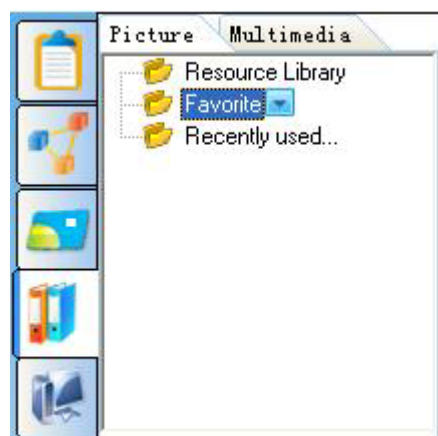 Picture Multimedia
Resource Library
Favorite
Recently used...